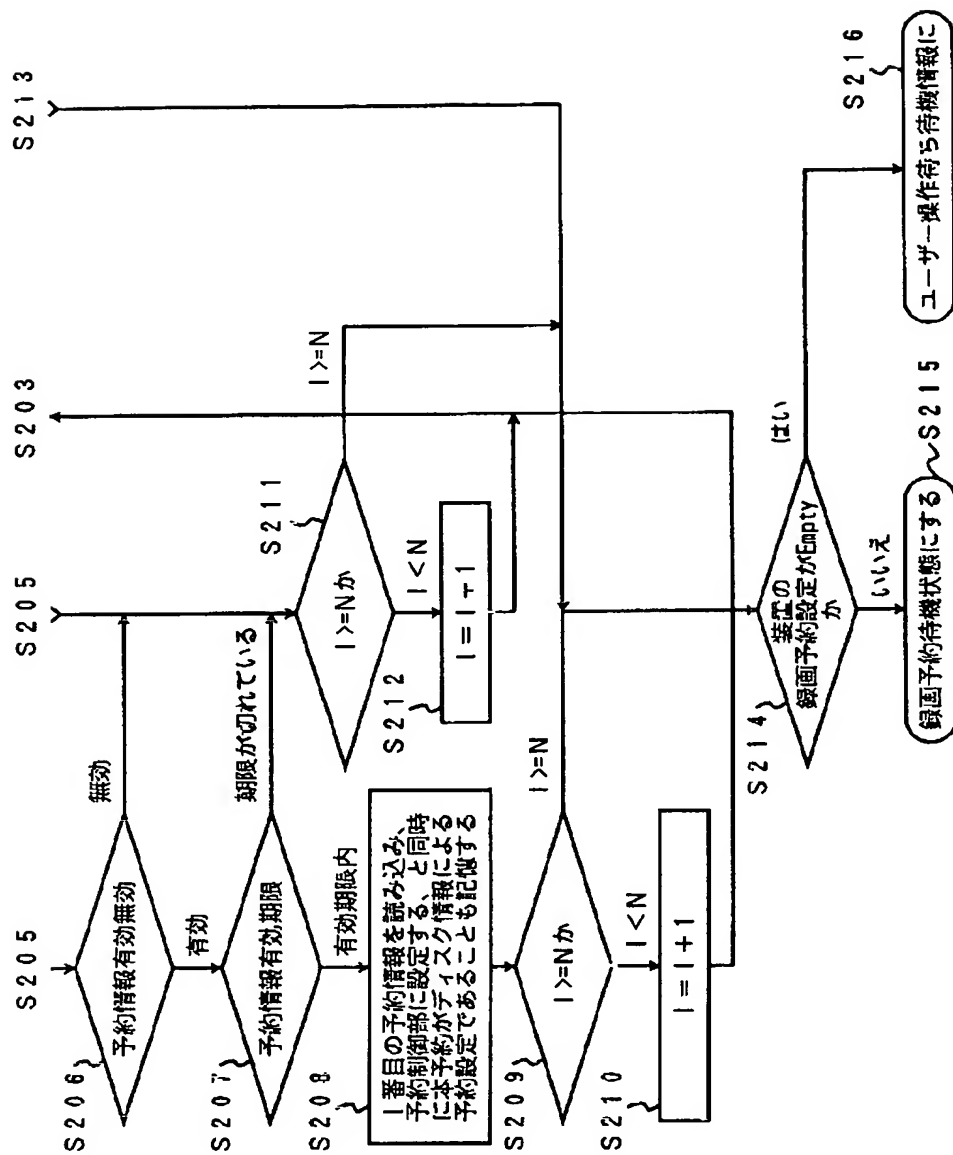 S205
S205
S203
S213
S206
予約情報有効無効
無効
有効
S207
予約情報有効期限
期限が切れている
有効期限内
S208
I番目の予約情報を読み込み、
予約制御部に設定する、と同時
に本予約がディスク情報による
予約設定であることも記憶する
S211
I>=Nか
I>=N
I<N
S212
I=I+1
S209
I>=Nか
I>=N
I<N
S210
I=I+1
S214
装置の
録画予約設定がEmpty
か
はい
いいえ
録画予約待機状態にする
S215
ユーザー操作待ち待機情報に
S216